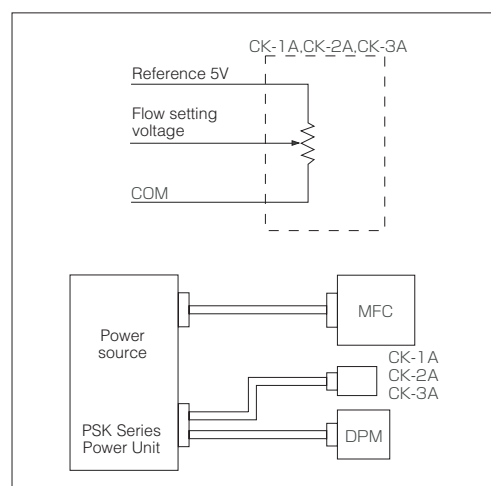 CK-1A,CK-2A,CK-3A
Reference 5V
Flow setting
voltage
COM
Power
source
MFC
CK-1A
CK-2A
CK-3A
PSK Series
Power Unit
DPM